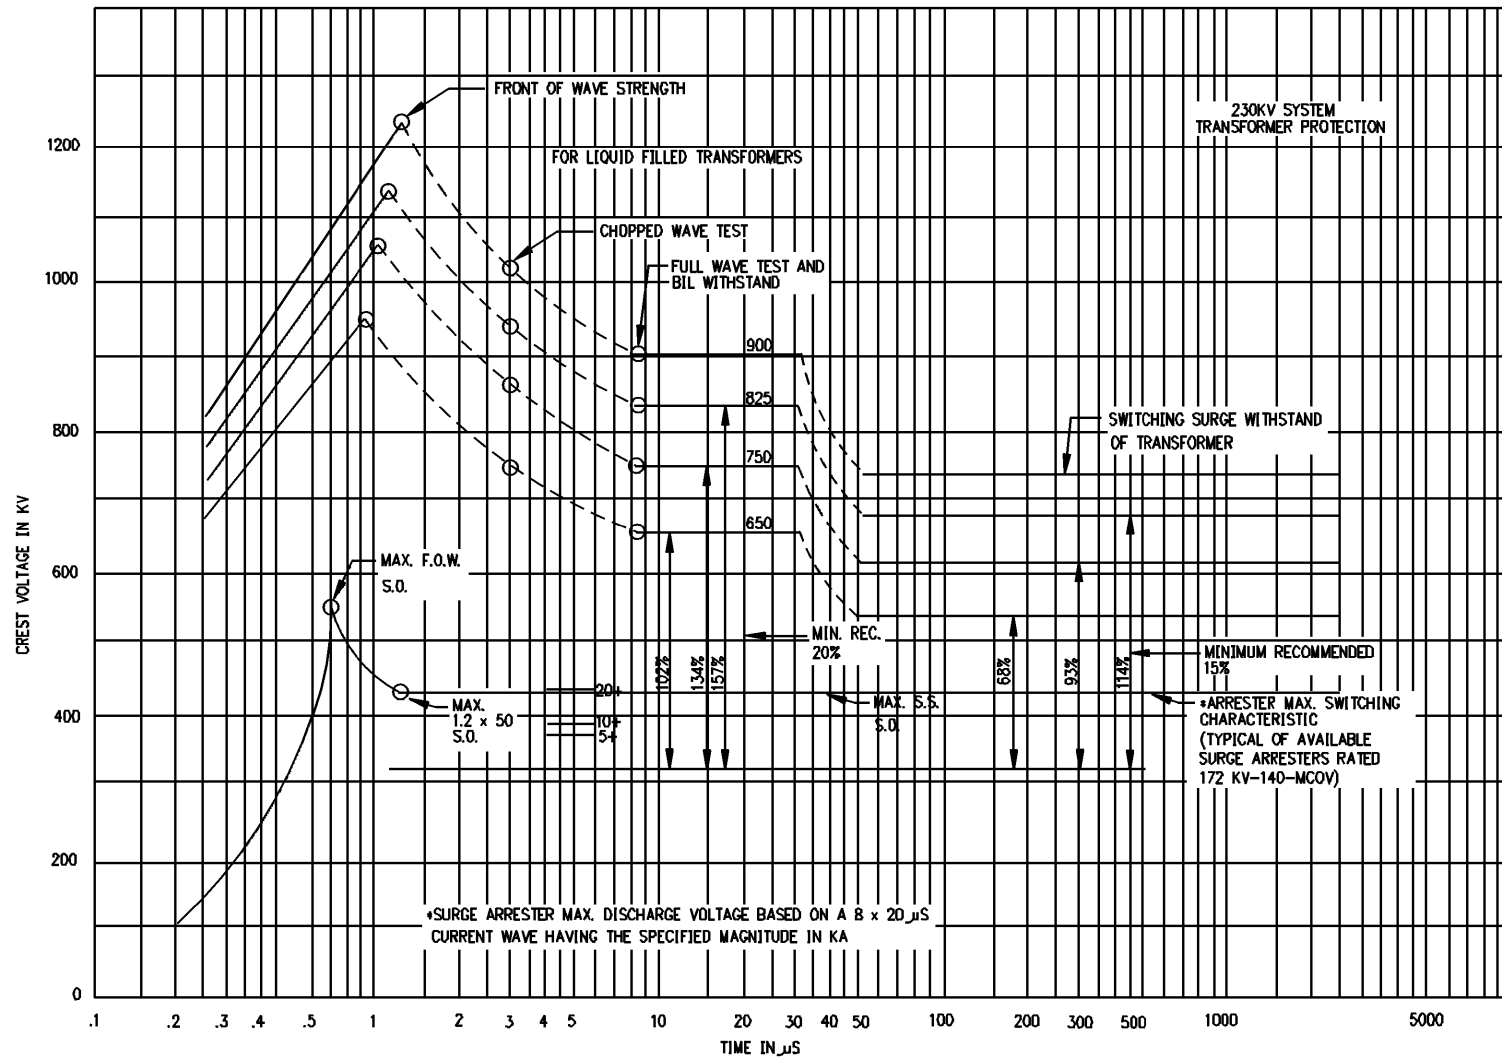 FRONT OF WAVE STRENGTH
230KV SYSTEM
TRANSFORMER PROTECTION
1200
FOR LIQUID FILLED TRANSFORMERS
CHOPPED WAVE TEST
FULL WAVE TEST AND
BIL WITHSTAND
1000
900
825
SWITCHING SURGE WITHSTAND
OF TRANSFORMER
800
750
650
CREST VOLTAGE IN KV
MAX. F.O.W.
S.O.
600
MIN. REC.
20%
102%
134%
157%
68%
93%
114%
MINIMUM RECOMMENDED
15%
20+
MAX.
1.2 x 50
S.O.
10+
5+
MAX. S.S.
S.O.
*ARRESTER MAX. SWITCHING
CHARACTERISTIC
(TYPICAL OF AVAILABLE
SURGE ARRESTERS RATED
172 KV-140-MCOV)
400
200
*SURGE ARRESTER MAX. DISCHARGE VOLTAGE BASED ON A 8 x 20 µS
CURRENT WAVE HAVING THE SPECIFIED MAGNITUDE IN KA
0
.1 .2 .3 .4 .5 1 2 3 4 5 10 20 30 40 50 100 200 300 500 1000 5000
TIME IN µS